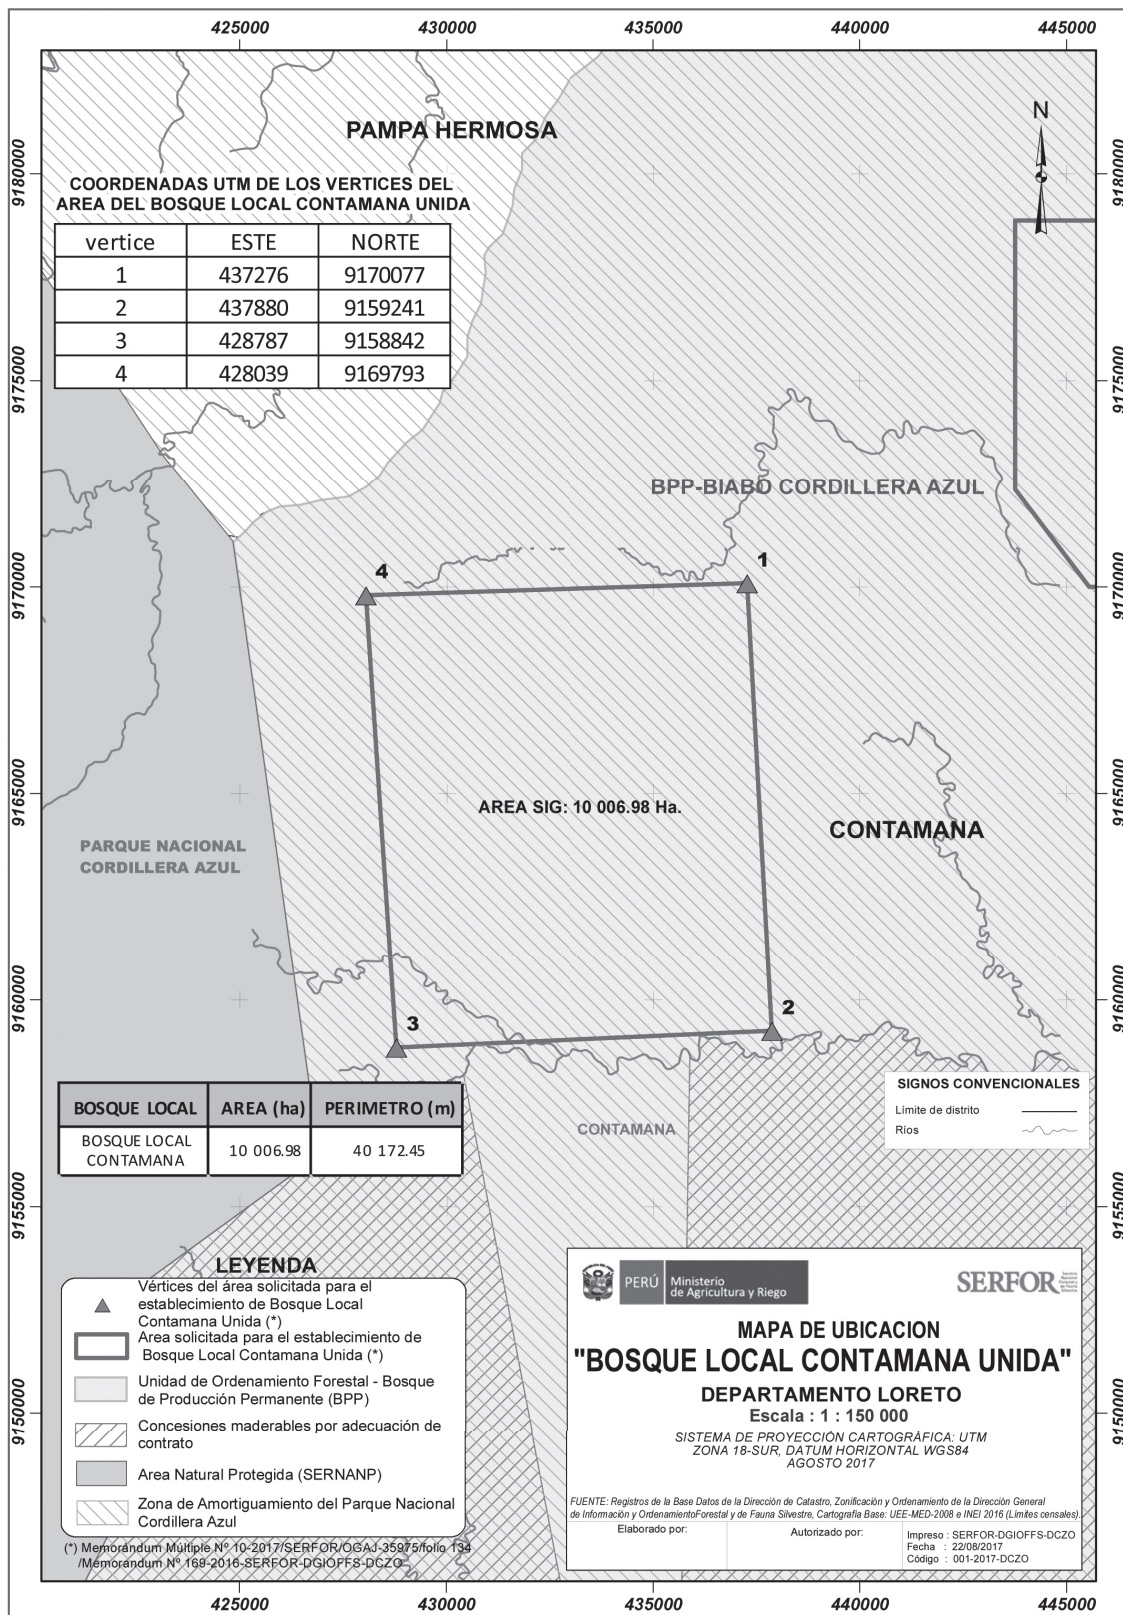 425000 430000 435000 440000 445000
9180000 9180000
9175000 9175000
9170000 9170000
9165000 9165000
9160000 9160000
9155000 9155000
9150000 9150000
PAMPA HERMOSA
N
COORDENADAS UTM DE LOS VERTICES DEL
AREA DEL BOSQUE LOCAL CONTAMANA UNIDA
vertice ESTE NORTE
1 437276 9170077
2 437880 9159241
3 428787 9158842
4 428039 9169793
BPP-BIABO CORDILLERA AZUL
4
1
AREA SIG: 10 006.98 Ha.
CONTAMANA
PARQUE NACIONAL
CORDILLERA AZUL
3
2
SIGNOS CONVENCIONALES
Límite de distrito
Rios
BOSQUE LOCAL AREA (ha) PERIMETRO (m)
BOSQUE LOCAL
CONTAMANA 10 006.98 40 172.45
CONTAMANA
LEYENDA
Vértices del área solicitada para el
establecimiento de Bosque Local
Contamana Unida (*)
Area solicitada para el establecimiento de
Bosque Local Contamana Unida (*)
Unidad de Ordenamiento Forestal - Bosque
de Producción Permanente (BPP)
Concesiones maderables por adecuación de
contrato
Area Natural Protegida (SERNANP)
Zona de Amortiguamiento del Parque Nacional
Cordillera Azul
(*) Memorándum Múltiple Nº 10-2017/SERFOR/OGAJ-35975/folio 134
/Memorándum Nº 169-2016-SERFOR-DGIOFFS-DCZO
PERÚ Ministerio
de Agricultura y Riego
SERFOR
MAPA DE UBICACION
"BOSQUE LOCAL CONTAMANA UNIDA"
DEPARTAMENTO LORETO
Escala : 1 : 150 000
SISTEMA DE PROYECCIÓN CARTOGRÁFICA: UTM
ZONA 18-SUR, DATUM HORIZONTAL WGS84
AGOSTO 2017
FUENTE: Registros de la Base Datos de la Dirección de Catastro, Zonificación y Ordenamiento de la Dirección General
de Información y OrdenamientoForestal y de Fauna Silvestre, Cartografía Base: UEE-MED-2008 e INEI 2016 (Limites censales).
Elaborado por: Autorizado por:
Impreso : SERFOR-DGIOFFS-DCZO
Fecha : 22/08/2017
Código : 001-2017-DCZO
425000 430000 435000 440000 445000